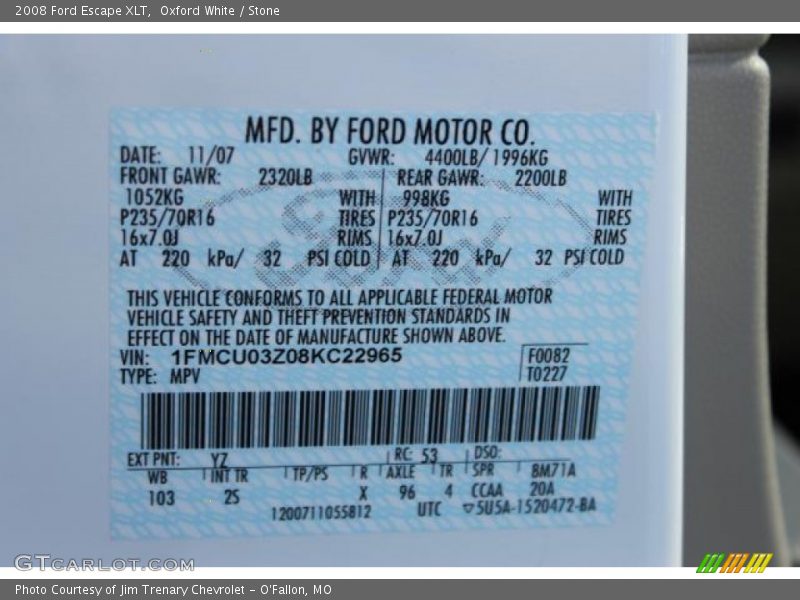 2008 Ford Escape XLT, Oxford White / Stone
MFD. BY FORD MOTOR CO.
DATE: 11/07 GVWR: 4400LB/ 1996KG
FRONT GAWR: 2320LB REAR GAWR: 2200LB
1052KG WITH 998KG WITH
P235/70R16 TIRES P235/70R16 TIRES
16x7.0J RIMS 16x7.0J RIMS
AT 220 kPa/ 32 PSI COLD AT 220 kPa/ 32 PSI COLD
THIS VEHICLE CONFORMS TO ALL APPLICABLE FEDERAL MOTOR
VEHICLE SAFETY AND THEFT PREVENTION STANDARDS IN
EFFECT ON THE DATE OF MANUFACTURE SHOWN ABOVE.
VIN: 1FMCU03Z08KC22965 F0082
TYPE: MPV T0227
EXT PNT: YZ RC: 53 DSO:
WB INT TR TP/PS R AXLE TR SPR 8M71A
103 2S X 96 4 CCAA 20A
1200711055812 UTC ▽5U5A-1520472-BA
GTCARLOT.COM
Photo Courtesy of Jim Trenary Chevrolet - O'Fallon, MO